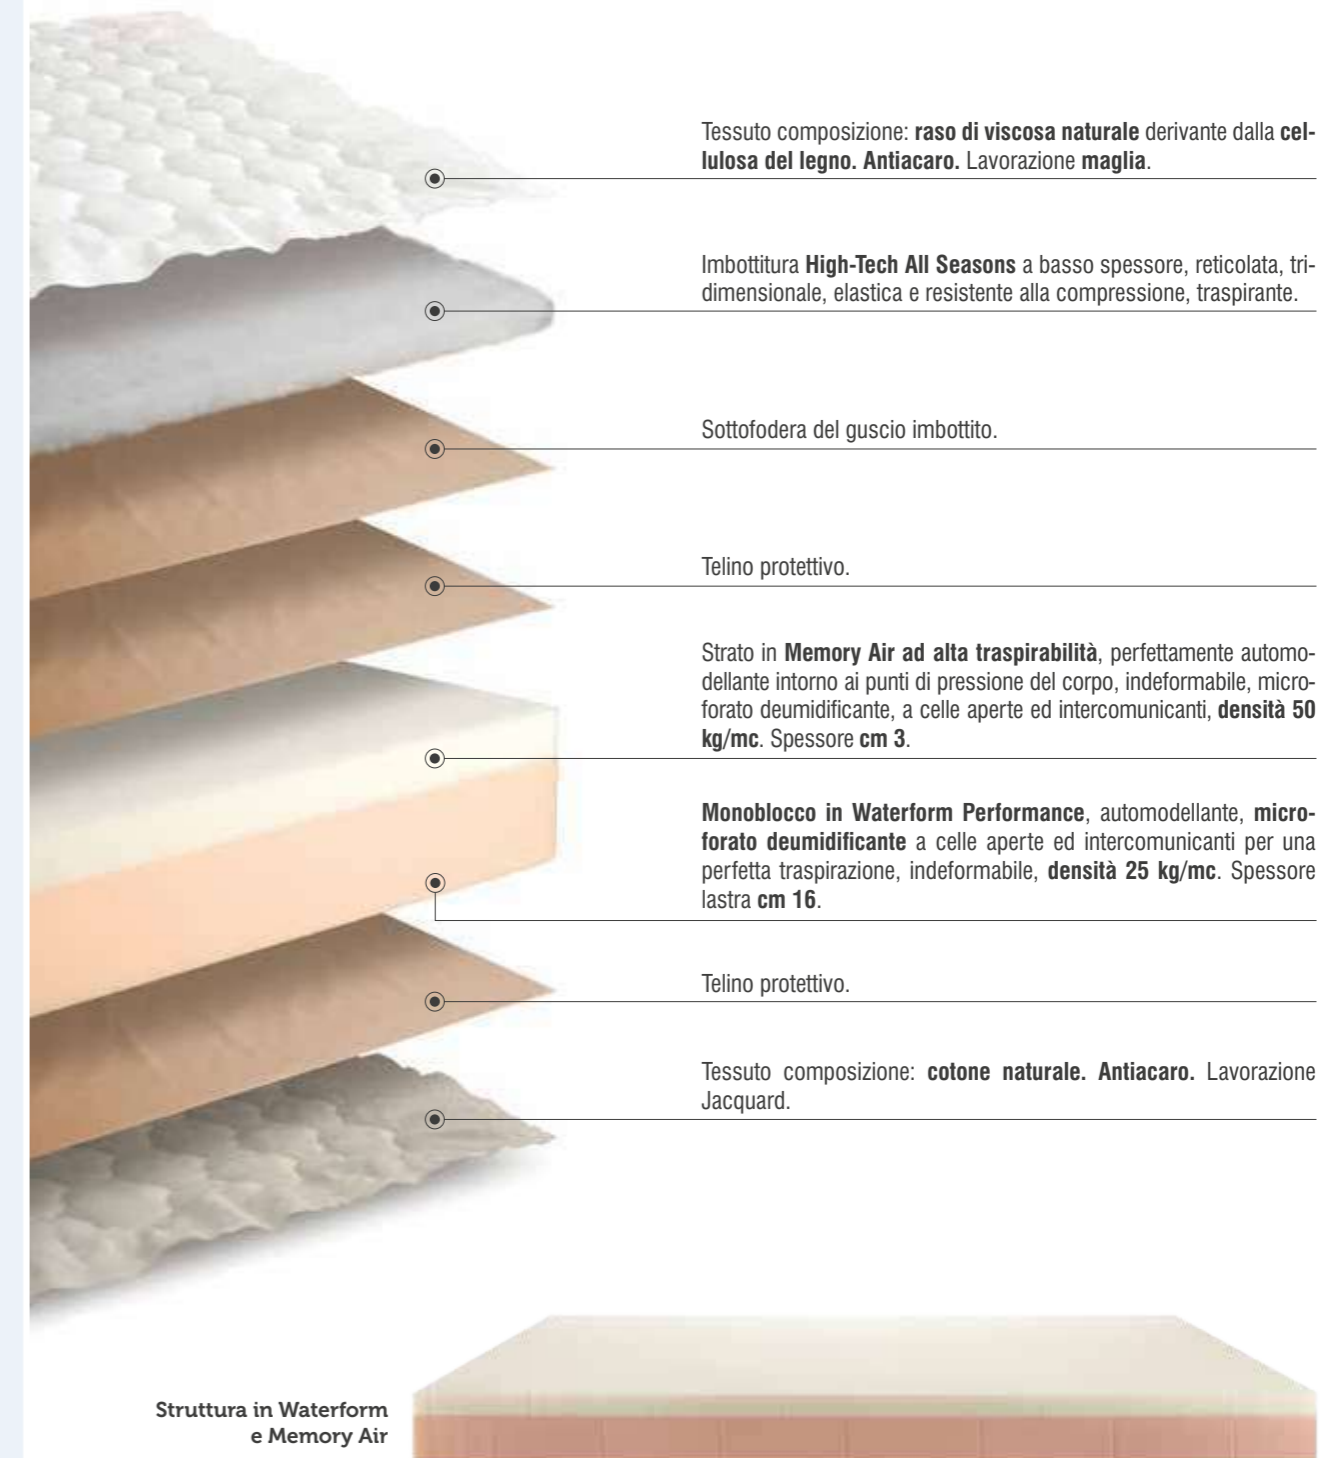 Tessuto composizione: raso di viscosa naturale derivante dalla cel-
lulosa del legno. Antiacaro. Lavorazione maglia.
Imbottitura High-Tech All Seasons a basso spessore, reticolata, tri-
dimensionale, elastica e resistente alla compressione, traspirante.
Sottofodera del guscio imbottito.
Telino protettivo.
Strato in Memory Air ad alta traspirabilità, perfettamente automo-
dellante intorno ai punti di pressione del corpo, indeformabile, micro-
forato deumidificante, a celle aperte ed intercomunicanti, densità 50
kg/mc. Spessore cm 3.
Monoblocco in Waterform Performance, automodellante, micro-
forato deumidificante a celle aperte ed intercomunicanti per una
perfetta traspirazione, indeformabile, densità 25 kg/mc. Spessore
lastra cm 16.
Telino protettivo.
Tessuto composizione: cotone naturale. Antiacaro. Lavorazione
Jacquard.
Struttura in Waterform
e Memory Air